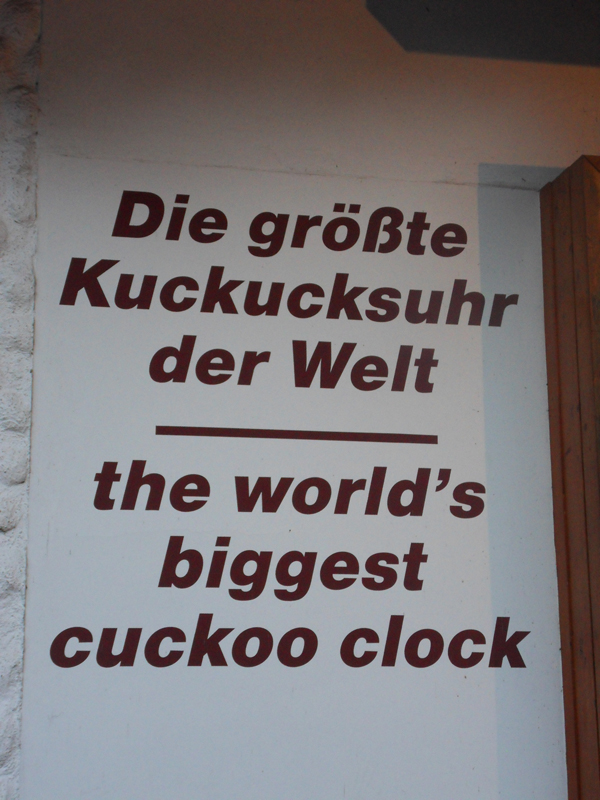 Die größte
Kuckucksuhr
der Welt
the world's
biggest
cuckoo clock